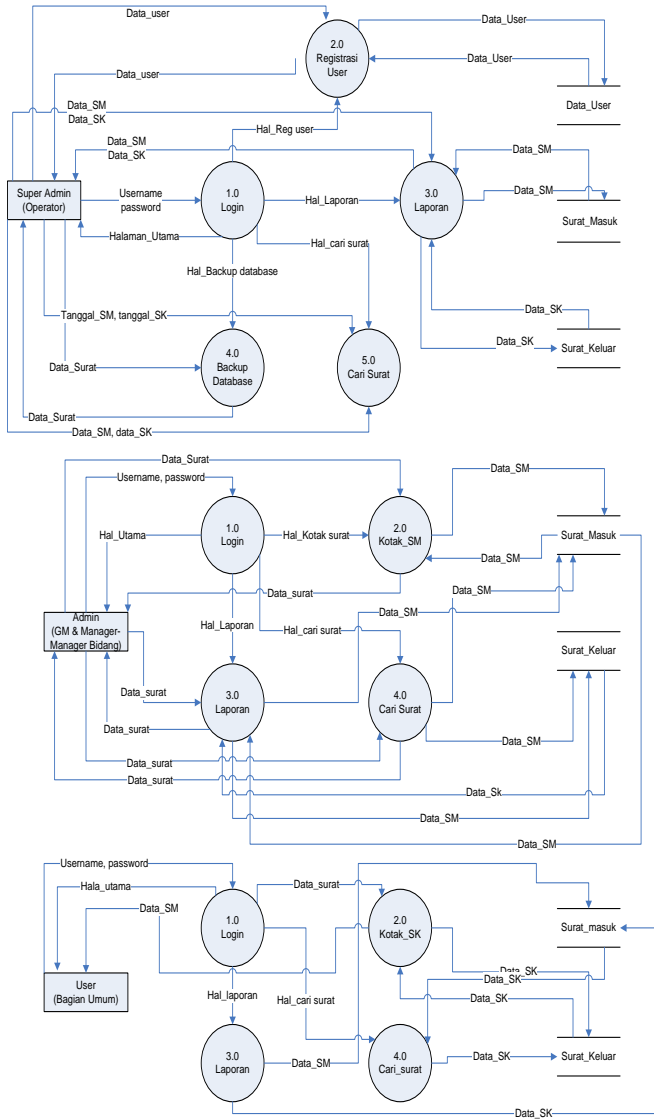 Data_user
Data_User
2.0
Registrasi
User
Data_user
Data_User
Data_User
Data_SM
Data_SK
Hal_Reg user
Data_SM
Data_SK
Data_SM
Super Admin
(Operator)
Username
password
1.0
Login
Hal_Laporan
3.0
Laporan
Data_SM
Surat_Masuk
Halaman_Utama
Hal_cari surat
Hal_Backup database
Data_SK
Tanggal_SM, tanggal_SK
Data_SK
Surat_Keluar
4.0
Backup
Database
5.0
Cari Surat
Data_Surat
Data_Surat
Data_SM, data_SK
Data_Surat
Data_SM
Username, password
1.0
Login
2.0
Kotak_SM
Hal_Utama
Hal_Kotak surat
Surat_Masuk
Data_SM
Data_surat
Data_SM
Data_SM
Admin
(GM & Manager-
Manager Bidang)
Hal_Laporan
Hal_cari surat
Surat_Keluar
Data_surat
3.0
Laporan
4.0
Cari Surat
Data_surat
Data_SM
Data_surat
Data_surat
Data_Sk
Data_SM
Data_SM
Username, password
Data_surat
Hala_utama
Data_SM
1.0
Login
2.0
Kotak_SK
Surat_masuk
User
(Bagian Umum)
Hal_laporan
Hal_cari surat
Data_SK
Data_SK
Data_SK
3.0
Laporan
Data_SM
4.0
Cari_surat
Data_SK
Surat_Keluar
Data_SK